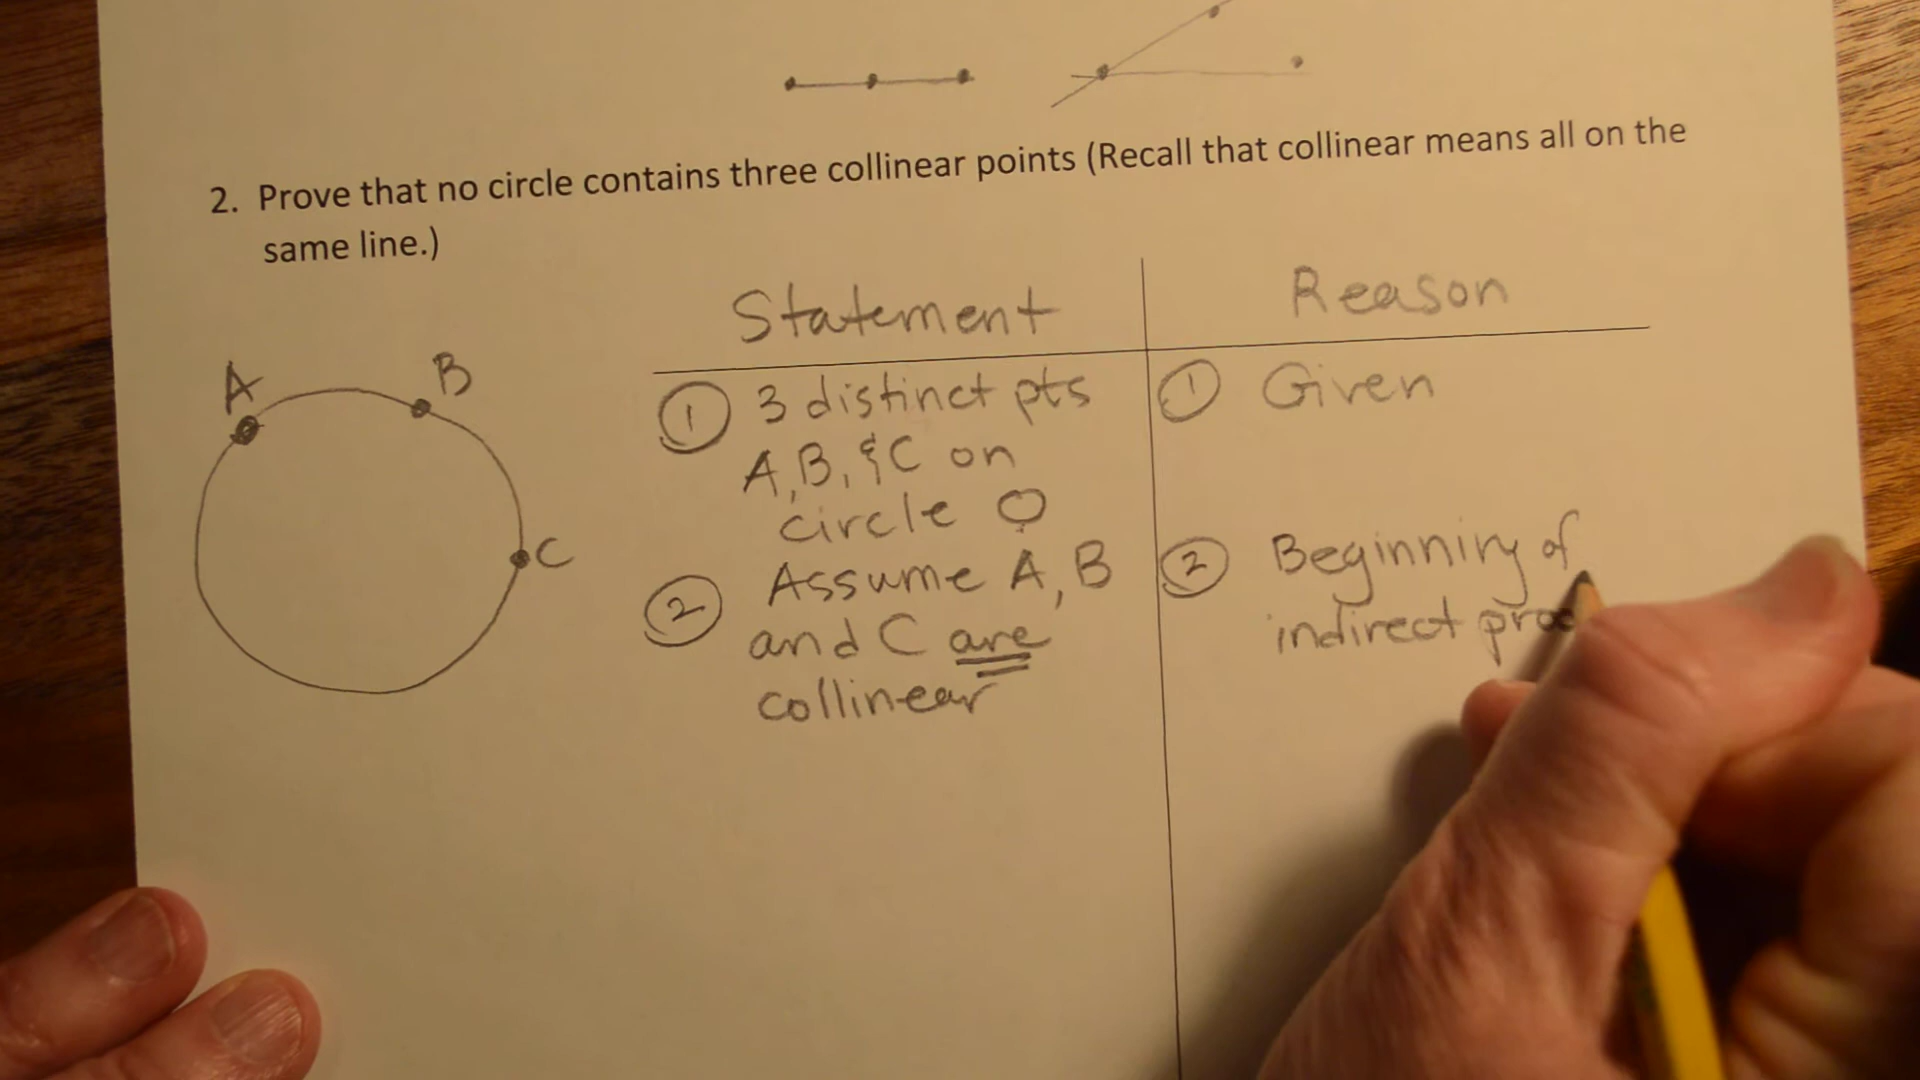 2. Prove that no circle contains three collinear points (Recall that collinear means all on the
same line.)
Statement
Reason
A
B
C
① 3 distinct pts
A, B, & C on
circle O
① Given
② Assume A, B
and C are
collinear
② Beginning of
indirect